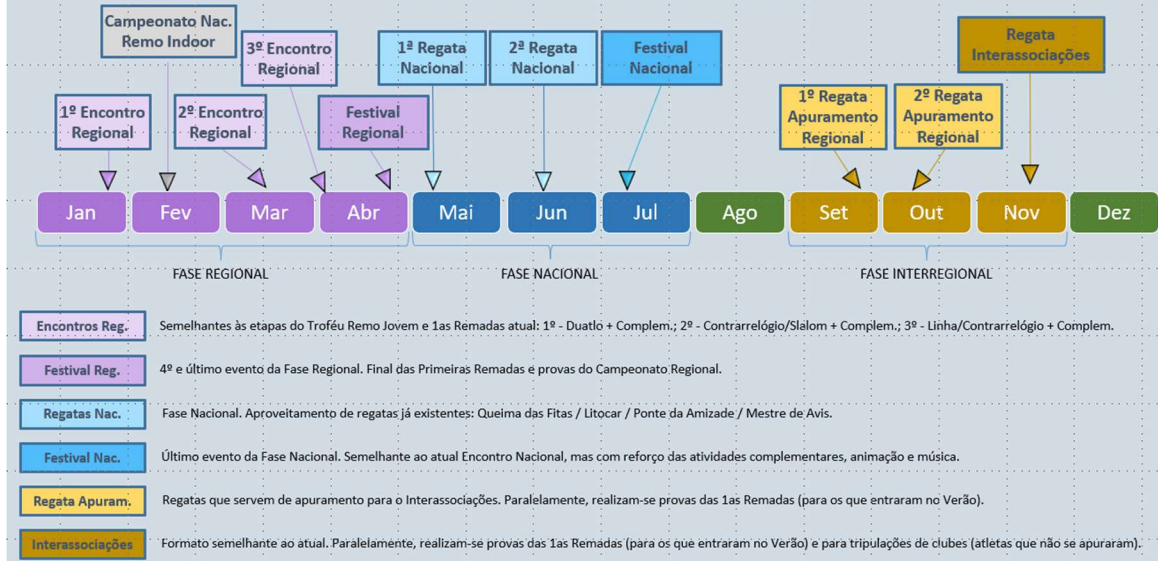 Campeonato Nac.
Remo Indoor
3º Encontro
Regional
1ª Regata
Nacional
2ª Regata
Nacional
Festival
Nacional
Regata
Interassociações
1º Encontro
Regional
2º Encontro
Regional
Festival
Regional
1º Regata
Apuramento
Regional
2º Regata
Apuramento
Regional
Jan
Fev
Mar
Abr
Mai
Jun
Jul
Ago
Set
Out
Nov
Dez
FASE REGIONAL
FASE NACIONAL
FASE INTERREGIONAL
Encontros Reg.
Semelhantes às etapas do Troféu Remo Jovem e 1as Remadas atual: 1º - Duatlo + Complem.; 2º - Contrarrelógio/Slalom + Complem.; 3º - Linha/Contrarrelógio + Complem.
Festival Reg.
4º e último evento da Fase Regional. Final das Primeiras Remadas e provas do Campeonato Regional.
Regatas Nac.
Fase Nacional. Aproveitamento de regatas já existentes: Queima das Fitas / Litocar / Ponte da Amizade / Mestre de Avis.
Festival Nac.
Último evento da Fase Nacional. Semelhante ao atual Encontro Nacional, mas com reforço das atividades complementares, animação e música.
Regata Apuram.
Regatas que servem de apuramento para o Interassociações. Paralelamente, realizam-se provas das 1as Remadas (para os que entraram no Verão).
Interassociações
Formato semelhante ao atual. Paralelamente, realizam-se provas das 1as Remadas (para os que entraram no Verão) e para tripulações de clubes (atletas que não se apuraram).